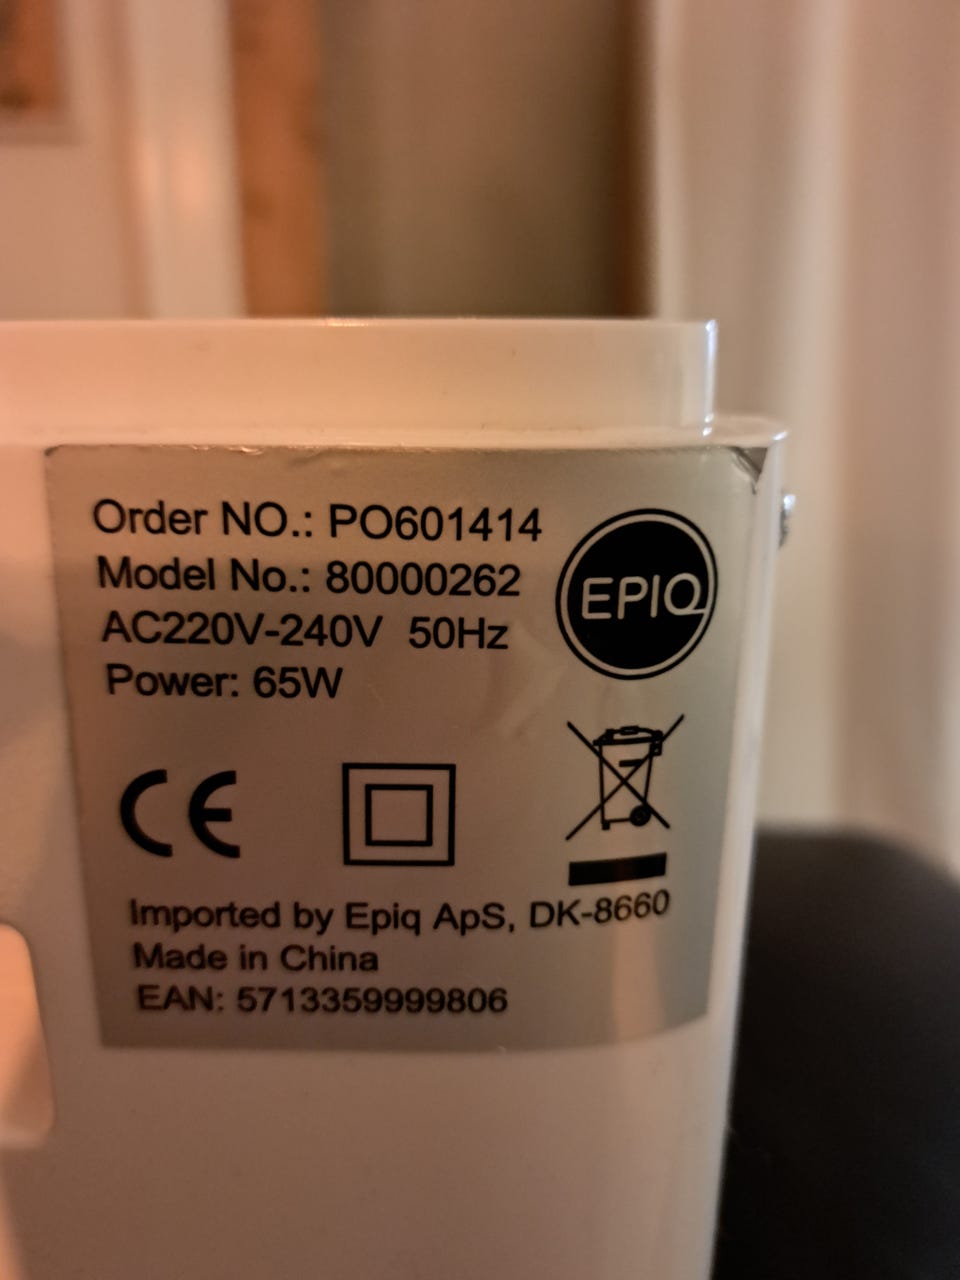 Order NO.: PO601414
Model No.: 80000262
AC220V-240V 50Hz
Power: 65W
EPIQ
CE
Imported by Epiq ApS, DK-8660
Made in China
EAN: 5713359999806